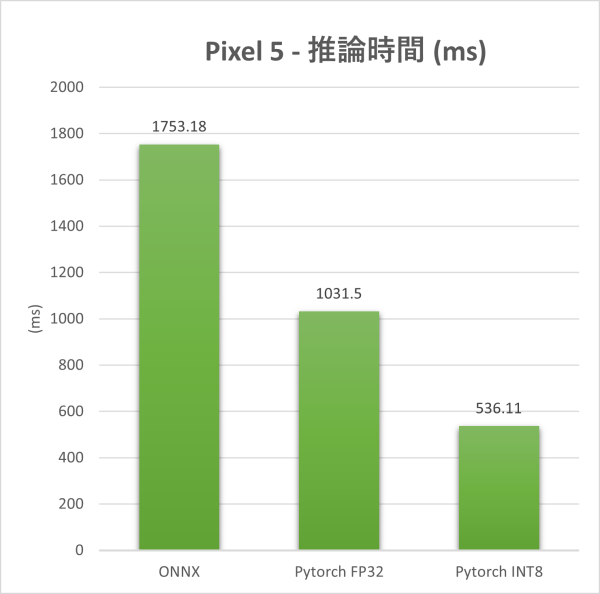 Pixel 5 - 推論時間 (ms)
2000
1800
1600
1400
1200
1000
800
600
400
200
0
(ms)
1753.18
1031.5
536.11
ONNX
Pytorch FP32
Pytorch INT8